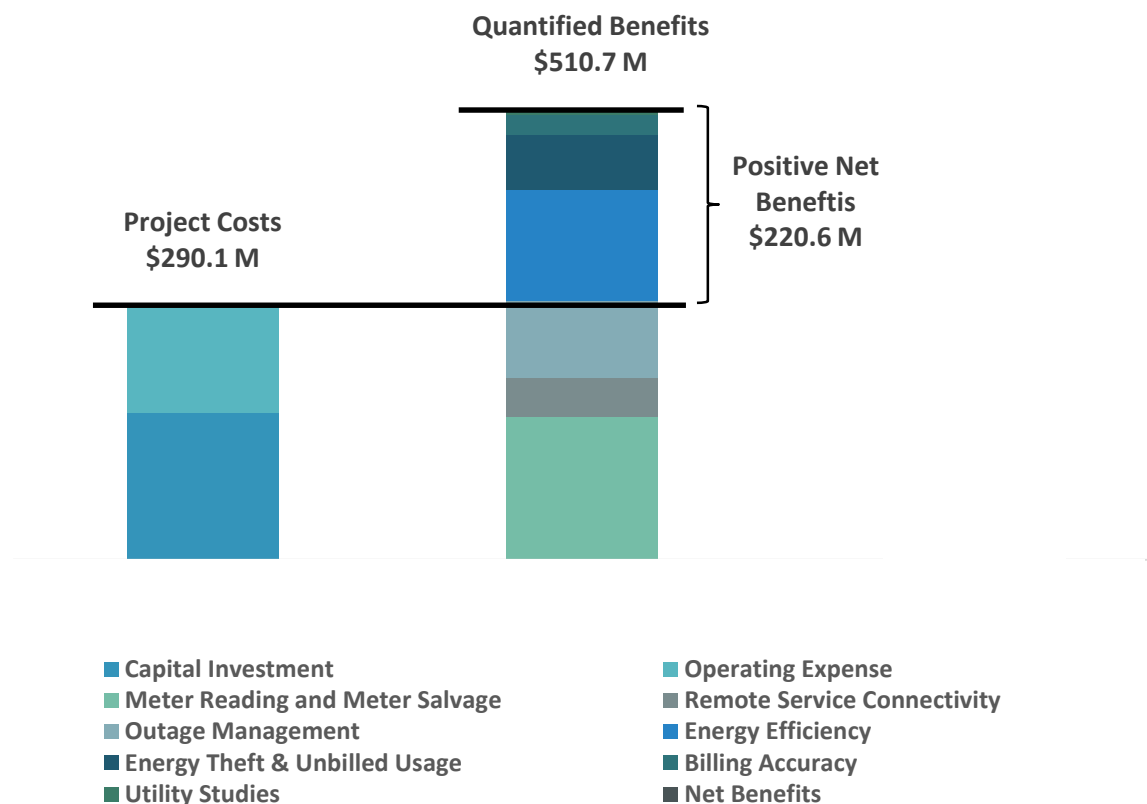 Quantified Benefits
$510.7 M
Positive Net
Beneftis
$220.6 M
Project Costs
$290.1 M
Capital Investment
Operating Expense
Meter Reading and Meter Salvage
Remote Service Connectivity
Outage Management
Energy Efficiency
Energy Theft & Unbilled Usage
Billing Accuracy
Utility Studies
Net Benefits